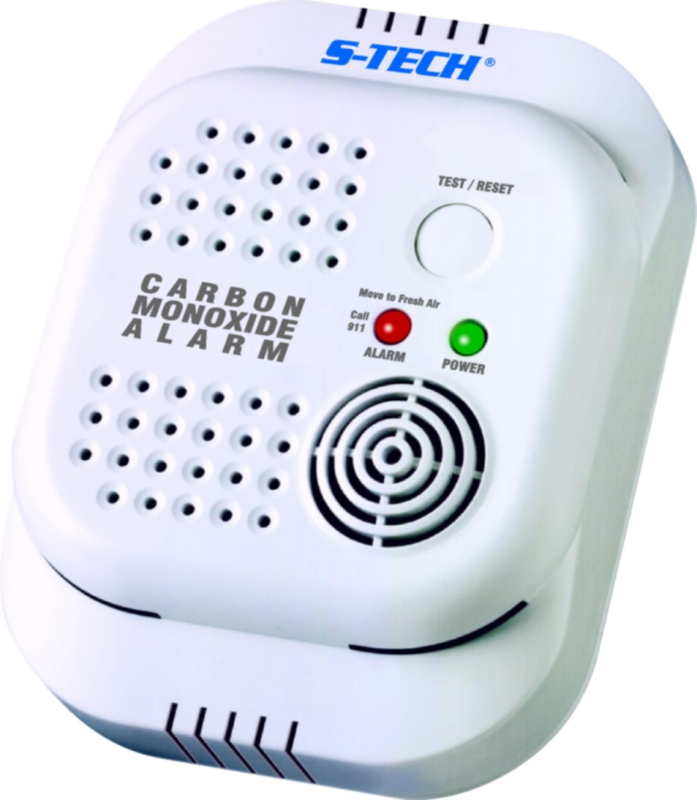 S-TECH®
TEST / RESET
CARBON
MONOXIDE
ALARM
Move to Fresh Air
Call
911
ALARM
POWER